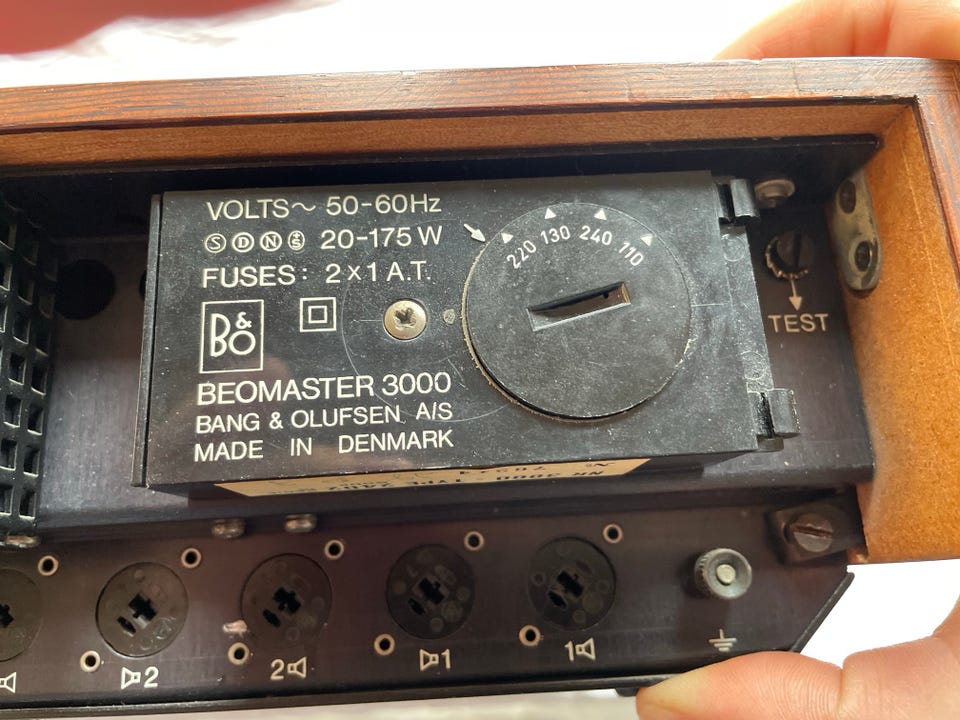 VOLTS~ 50-60Hz
S D N 20-175 W
FUSES: 2 x 1 A.T.
B&O
BEOMASTER 3000
BANG & OLUFSEN A/S
MADE IN DENMARK
220 130 240 110
TEST
2
2
1
1